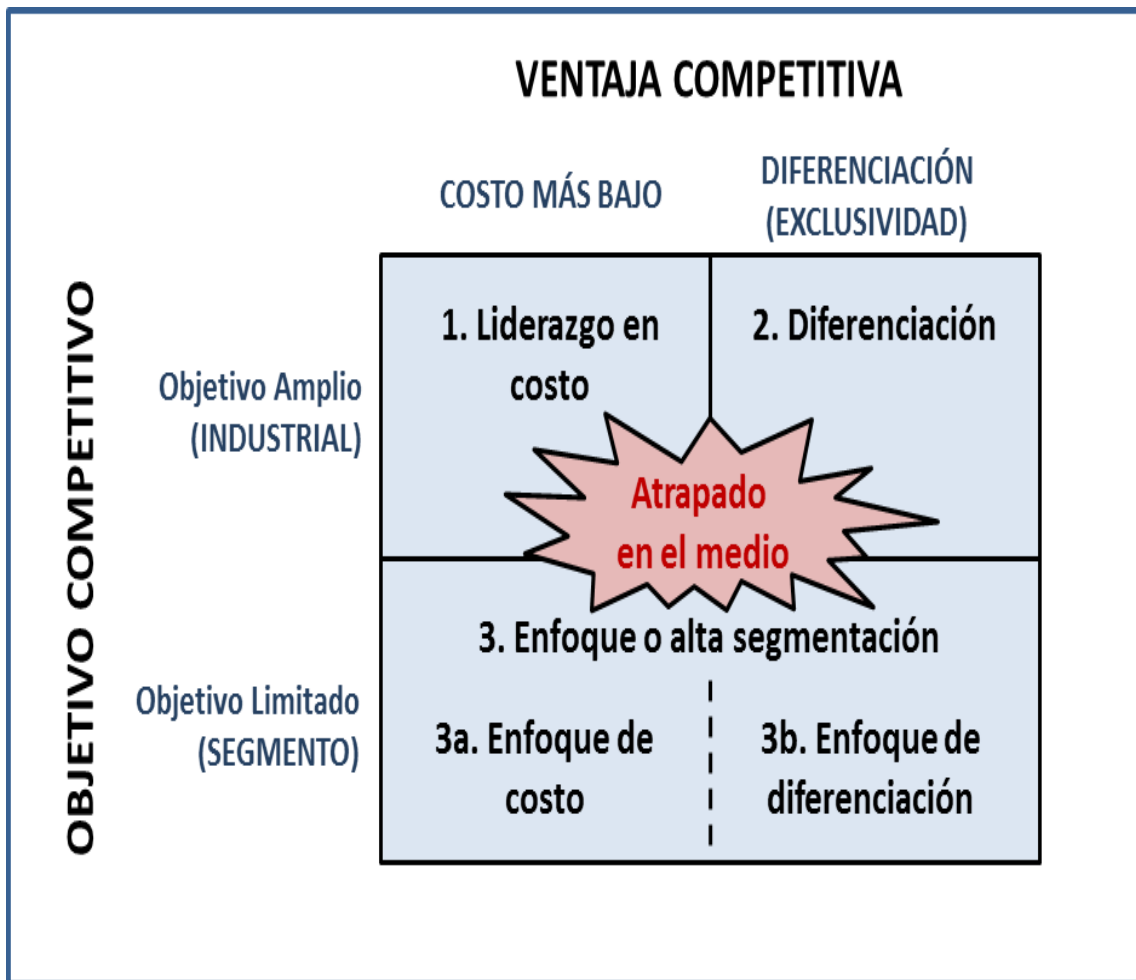 VENTAJA COMPETITIVA
COSTO MÁS BAJO
DIFERENCIACIÓN
(EXCLUSIVIDAD)
OBJETIVO COMPETITIVO
Objetivo Amplio
(INDUSTRIAL)
1. Liderazgo en
costo
2. Diferenciación
Atrapado
en el medio
Objetivo Limitado
(SEGMENTO)
3. Enfoque o alta segmentación
3a. Enfoque de
costo
3b. Enfoque de
diferenciación